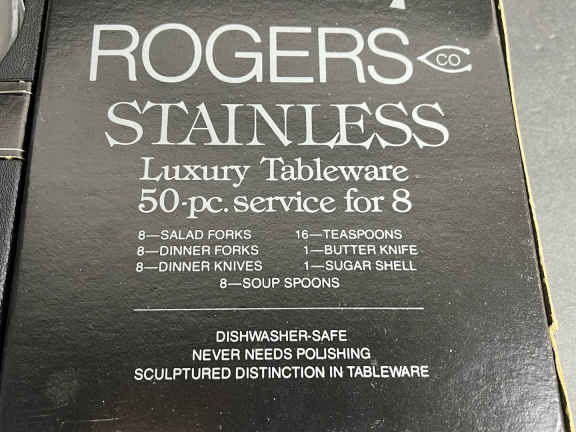 ROGERS CO
STAINLESS
Luxury Tableware
50-pc. service for 8
8—SALAD FORKS 16—TEASPOONS
8—DINNER FORKS 1—BUTTER KNIFE
8—DINNER KNIVES 1—SUGAR SHELL
8—SOUP SPOONS
DISHWASHER-SAFE
NEVER NEEDS POLISHING
SCULPTURED DISTINCTION IN TABLEWARE